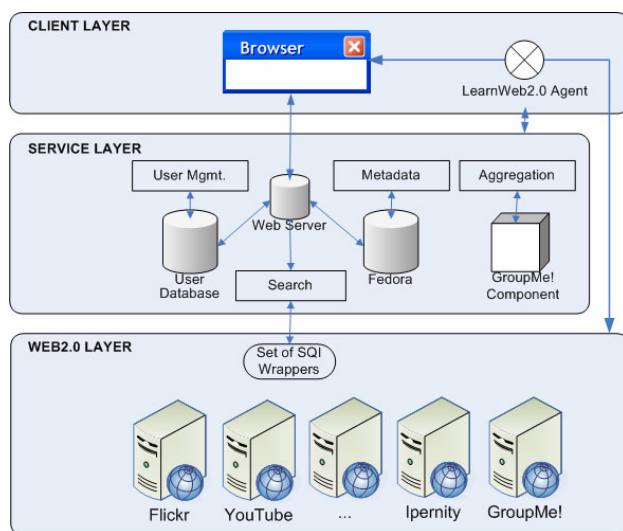 CLIENT LAYER
Browser
LearnWeb2.0 Agent
SERVICE LAYER
User Mgmt.
Metadata
Aggregation
Web Server
User
Database
Search
Fedora
GroupMe!
Component
WEB2.0 LAYER
Set of SQI
Wrappers
Flickr
YouTube
...
Ipernity
GroupMe!